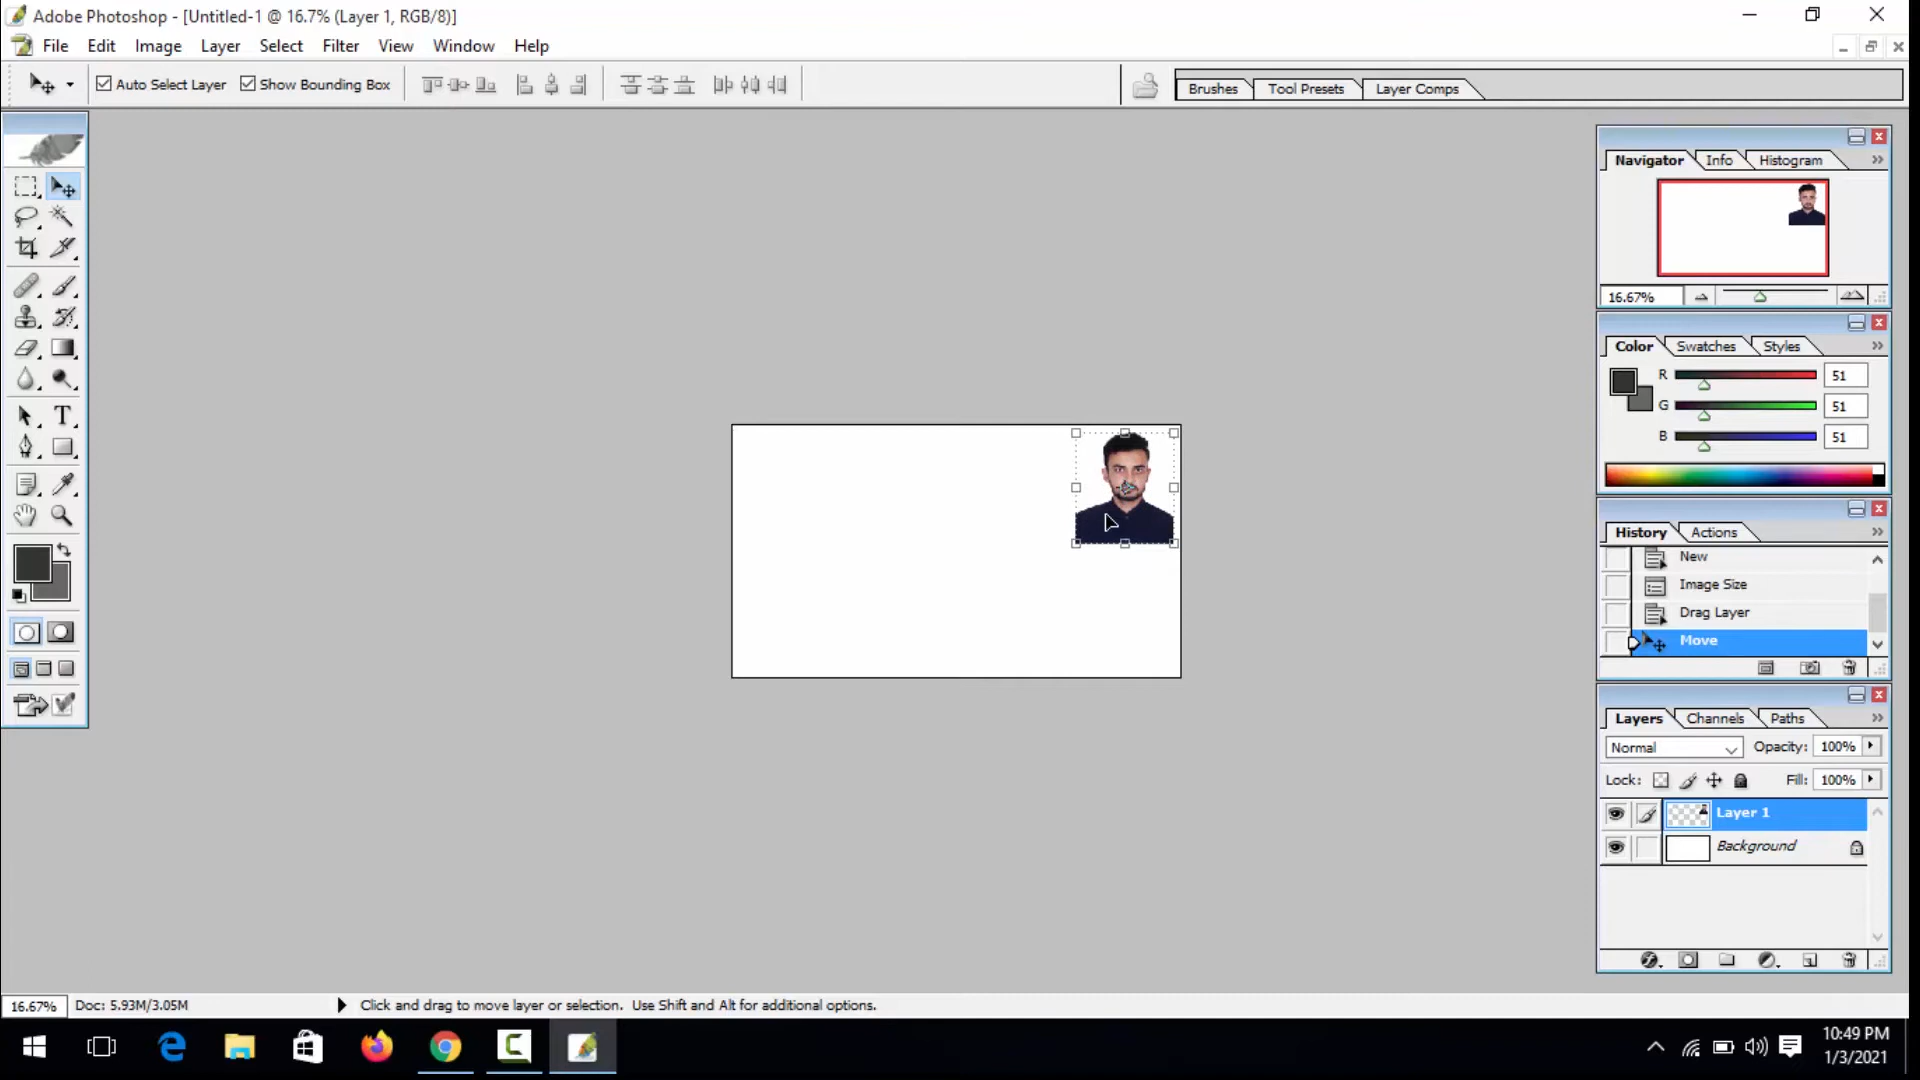 Adobe Photoshop - [Untitled-1 @ 16.7% (Layer 1, RGB/8)]
File Edit Image Layer Select Filter View Window Help
Auto Select Layer Show Bounding Box Brushes Tool Presets Layer Comps
Navigator Info Histogram
16.67%
Color Swatches Styles
R 51
G 51
B 51
History Actions
New
Image Size
Drag Layer
Move
Layers Channels Paths
Normal Opacity: 100%
Lock: Fill: 100%
Layer 1
Background
16.67% Doc: 5.93M/3.05M Click and drag to move layer or selection. Use Shift and Alt for additional options.
10:49 PM
1/3/2021